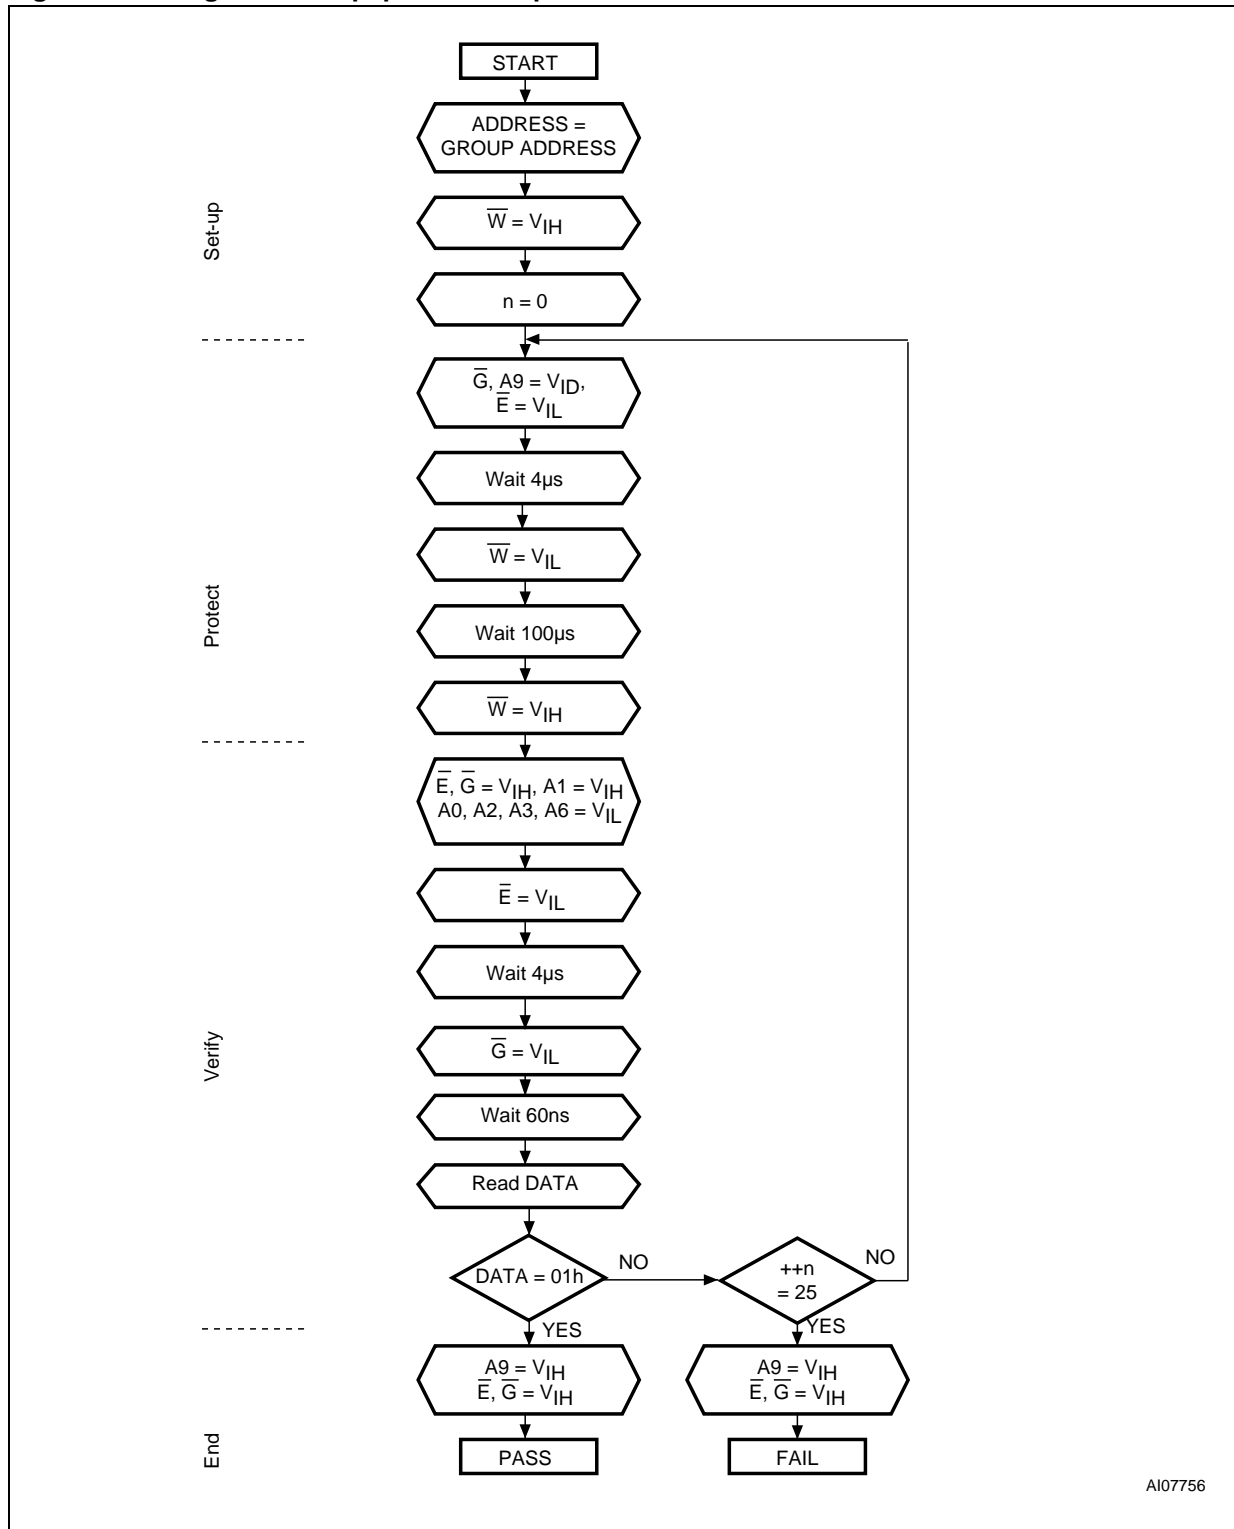 START
ADDRESS =
GROUP ADDRESS
Set-up
W̅ = VIH
n = 0
G̅, A9 = VID,
E̅ = VIL
Wait 4µs
W̅ = VIL
Protect
Wait 100µs
W̅ = VIH
E̅, G̅ = VIH, A1 = VIH
A0, A2, A3, A6 = VIL
E̅ = VIL
Wait 4µs
Verify
G̅ = VIL
Wait 60ns
Read DATA
DATA = 01h
NO
++n
= 25
NO
YES
YES
A9 = VIH
E̅, G̅ = VIH
A9 = VIH
E̅, G̅ = VIH
End
PASS
FAIL
AI07756